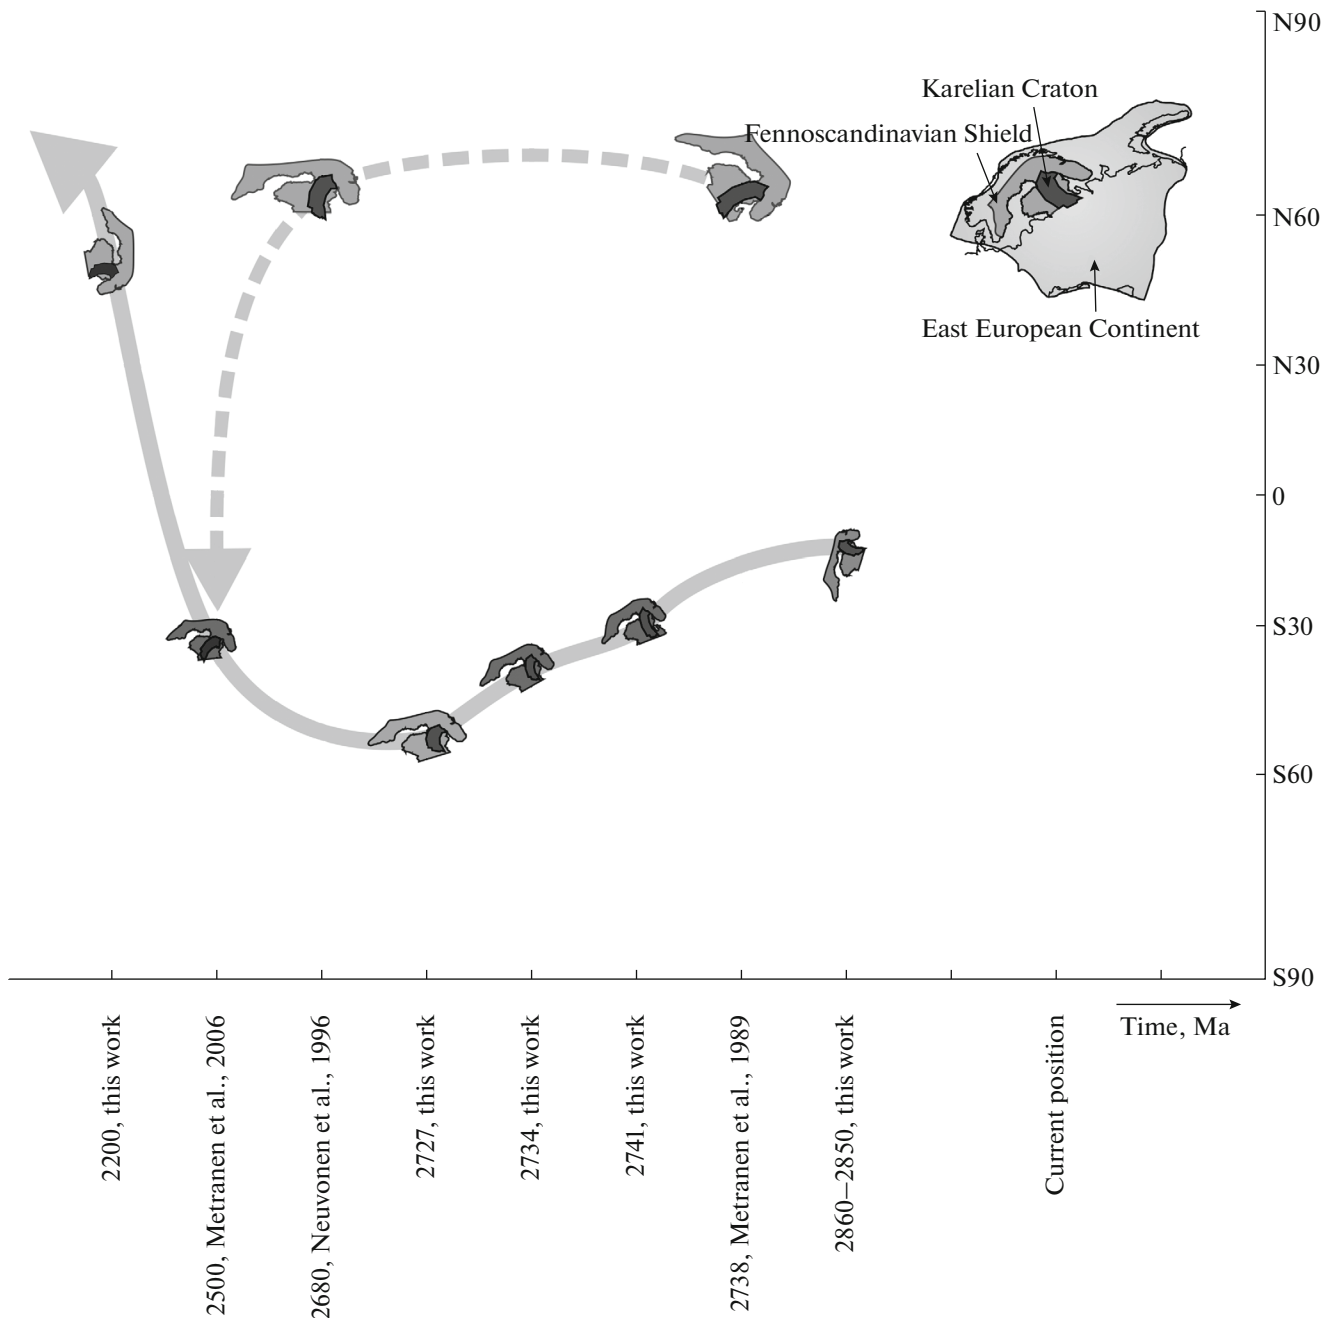 N90
Karelian Craton
Fennoscandinavian Shield
N60
East European Continent
N30
0
S30
S60
S90
Time, Ma
2200, this work
2500, Metranen et al., 2006
2680, Neuvonen et al., 1996
2727, this work
2734, this work
2741, this work
2738, Metranen et al., 1989
2860–2850, this work
Current position